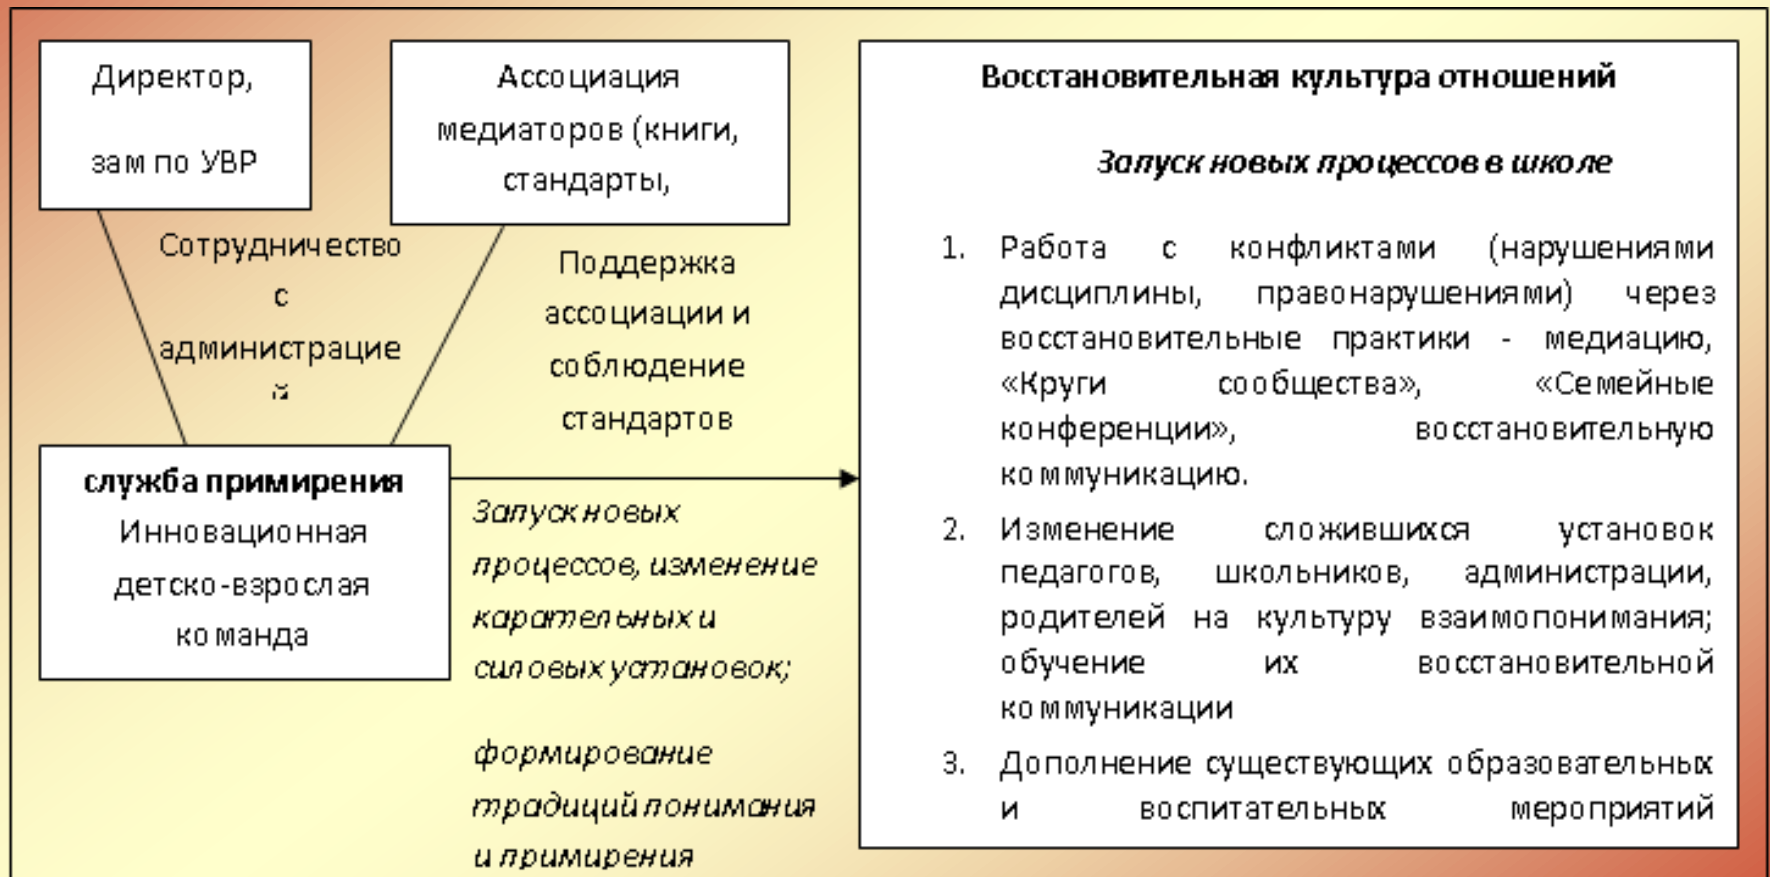 Директор,
зам по УВР
Ассоциация
медиаторов (книги,
стандарты,
Сотрудничество
с
администрацие
й
Поддержка
ассоциации и
соблюдение
стандартов
служба примирения
Инновационная
детско-взрослая
команда
Запуск новых
процессов, изменение
карательных и
силовых установок;
формирование
традиций понимания
и примирения
Восстановительная культура отношений
Запуск новых процессов в школе
1. Работа с конфликтами (нарушениями
дисциплины, правонарушениями) через
восстановительные практики - медиацию,
«Круги сообщества», «Семейные
конференции», восстановительную
коммуникацию.
2. Изменение сложившихся установок
педагогов, школьников, администрации,
родителей на культуру взаимопонимания;
обучение их восстановительной
коммуникации
3. Дополнение существующих образовательных
и воспитательных мероприятий